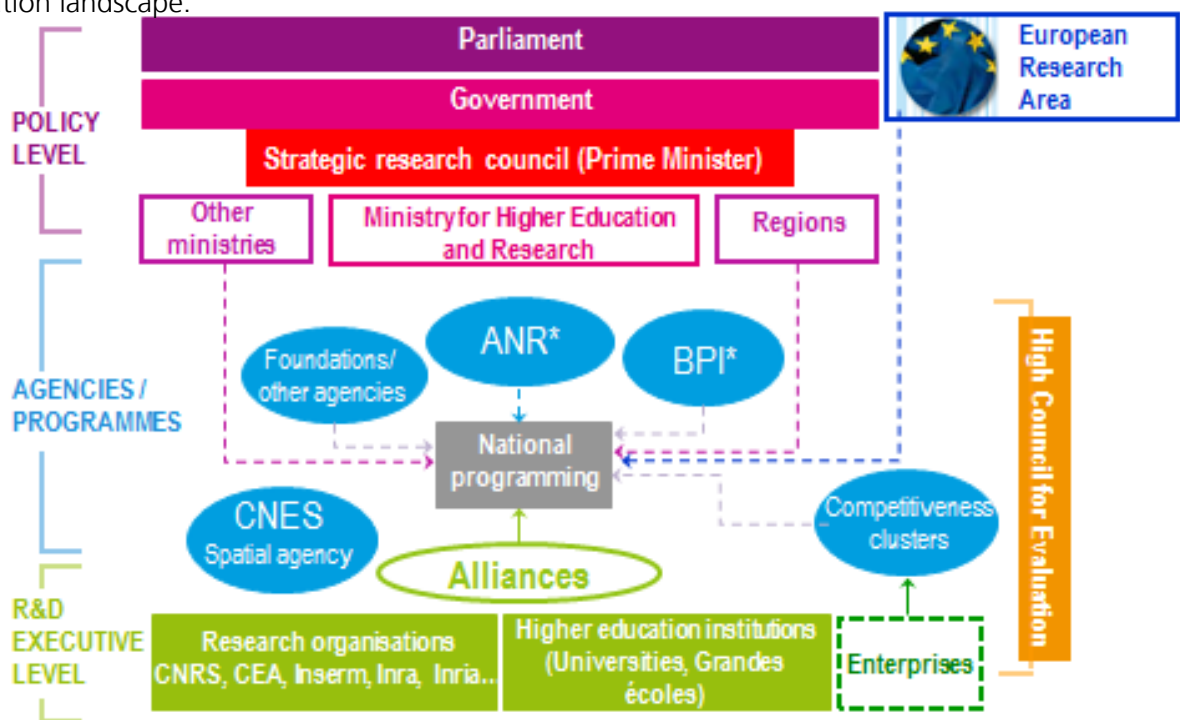 tion landscape.
Parliament
European
Research
Area
Government
POLICY
LEVEL
Strategic research council (Prime Minister)
Other
ministries
Ministry for Higher Education
and Research
Regions
AGENCIES /
PROGRAMMES
Foundations/
other agencies
ANR*
BPI*
National
programming
CNES
Spatial agency
Competitiveness
clusters
High Council for Evaluation
Alliances
R&D
EXECUTIVE
LEVEL
Research organisations
CNRS, CEA, Inserm, Inra, Inria...
Higher education institutions
(Universities, Grandes
écoles)
Enterprises